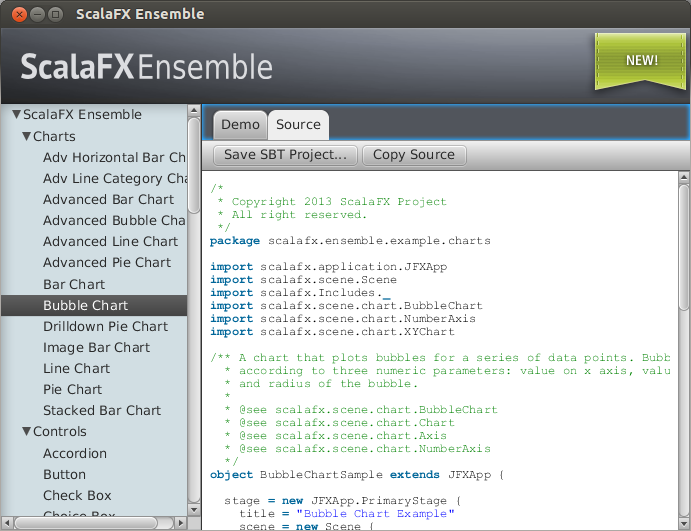 ScalaFX Ensemble
ScalaFX Ensemble
NEW!
ScalaFX Ensemble
Charts
Adv Horizontal Bar Ch
Adv Line Category Cha
Advanced Bar Chart
Advanced Bubble Cha
Advanced Line Chart
Advanced Pie Chart
Bar Chart
Bubble Chart
Drilldown Pie Chart
Image Bar Chart
Line Chart
Pie Chart
Stacked Bar Chart
Controls
Accordion
Button
Check Box
Choice Box
Demo Source
Save SBT Project... Copy Source
/*
 * Copyright 2013 ScalaFX Project
 * All right reserved.
 */
package scalafx.ensemble.example.charts
import scalafx.application.JFXApp
import scalafx.scene.Scene
import scalafx.Includes._
import scalafx.scene.chart.BubbleChart
import scalafx.scene.chart.NumberAxis
import scalafx.scene.chart.XYChart
/** A chart that plots bubbles for a series of data points. Bubb
  * according to three numeric parameters: value on x axis, valu
  * and radius of the bubble.
  *
  * @see scalafx.scene.chart.BubbleChart
  * @see scalafx.scene.chart.Chart
  * @see scalafx.scene.chart.Axis
  * @see scalafx.scene.chart.NumberAxis
  */
object BubbleChartSample extends JFXApp {
  stage = new JFXApp.PrimaryStage {
    title = "Bubble Chart Example"
    scene = new Scene {